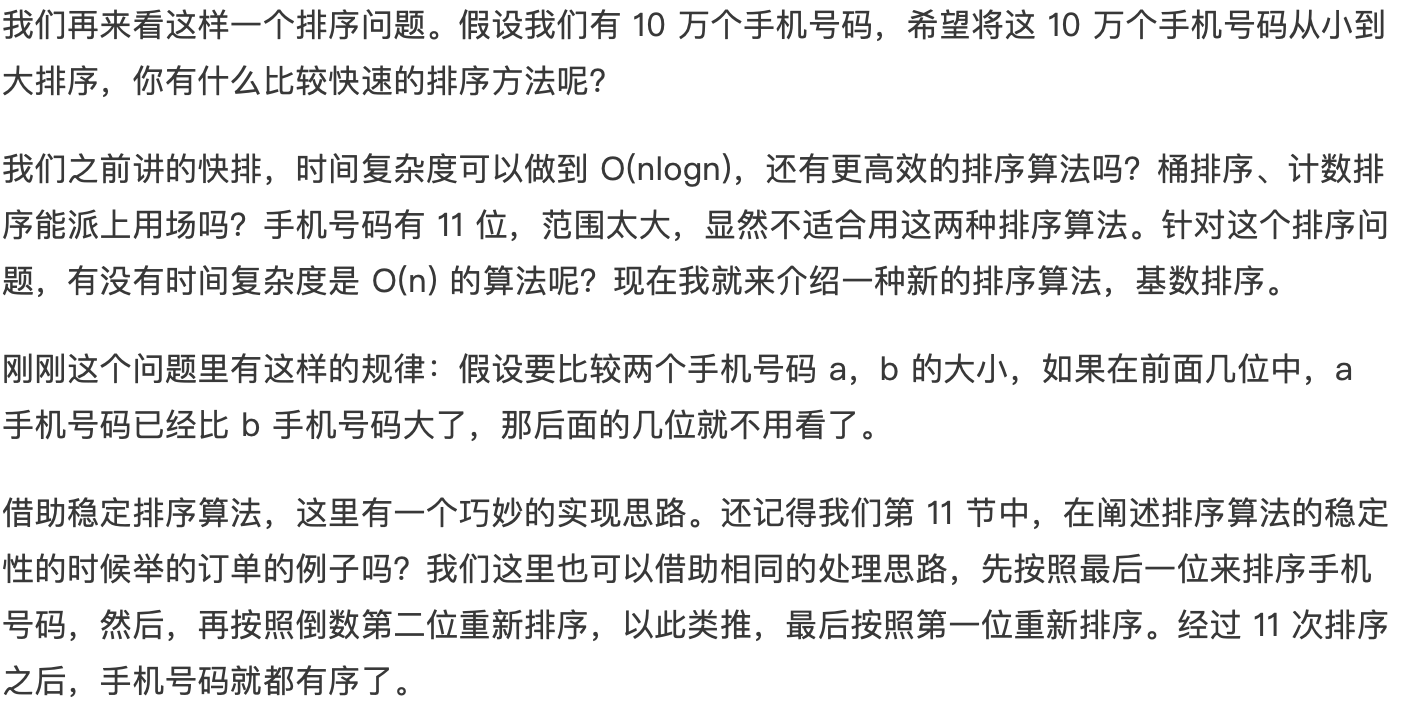 我们再来看这样一个排序问题。假设我们有 10 万个手机号码，希望将这 10 万个手机号码从小到
大排序，你有什么比较快速的排序方法呢？
我们之前讲的快排，时间复杂度可以做到 O(nlogn)，还有更高效的排序算法吗？桶排序、计数排
序能派上用场吗？手机号码有 11 位，范围太大，显然不适合用这两种排序算法。针对这个排序问
题，有没有时间复杂度是 O(n) 的算法呢？现在我就来介绍一种新的排序算法，基数排序。
刚刚这个问题里有这样的规律：假设要比较两个手机号码 a，b 的大小，如果在前面几位中，a
手机号码已经比 b 手机号码大了，那后面的几位就不用看了。
借助稳定排序算法，这里有一个巧妙的实现思路。还记得我们第 11 节中，在阐述排序算法的稳定
性的时候举的订单的例子吗？我们这里也可以借助相同的处理思路，先按照最后一位来排序手机
号码，然后，再按照倒数第二位重新排序，以此类推，最后按照第一位重新排序。经过 11 次排序
之后，手机号码就都有序了。